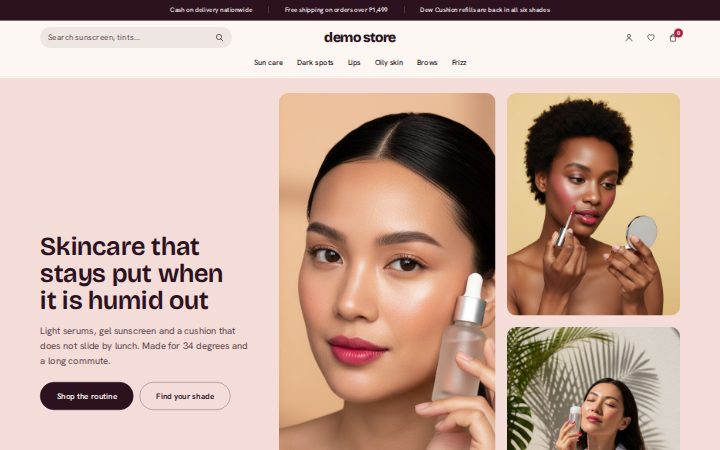 Cash on delivery nationwide
Free shipping on orders over ₱1,499
Dew Cushion refills are back in all six shades
Search sunscreen, tints...
demo store
0
Sun care
Dark spots
Lips
Oily skin
Brows
Frizz
Skincare that
stays put when
it is humid out
Light serums, gel sunscreen and a cushion that
does not slide by lunch. Made for 34 degrees and
a long commute.
Shop the routine
Find your shade